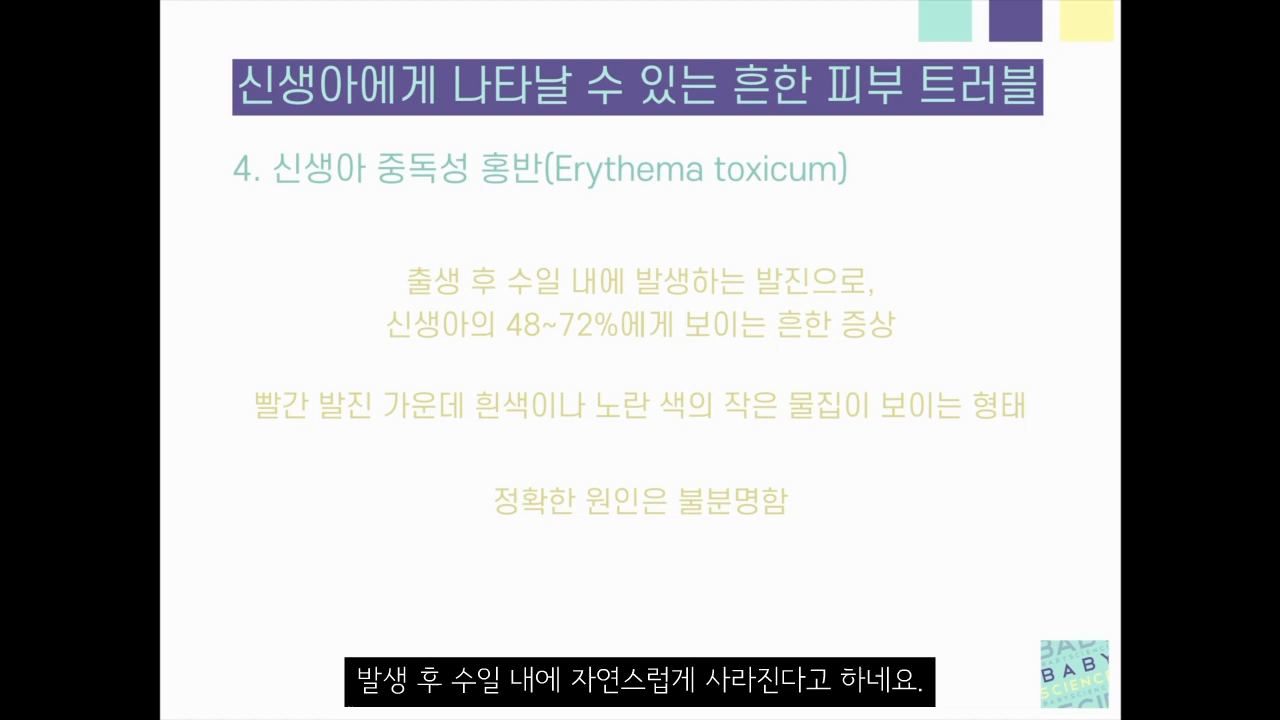 신생아에게 나타날 수 있는 흔한 피부 트러블
4. 신생아 중독성 홍반(Erythema toxicum)
출생 후 수일 내에 발생하는 발진으로,
신생아의 48~72%에게 보이는 흔한 증상
빨간 발진 가운데 흰색이나 노란 색의 작은 물집이 보이는 형태
정확한 원인은 불분명함
발생 후 수일 내에 자연스럽게 사라진다고 하네요.
BABY
SCIENCE